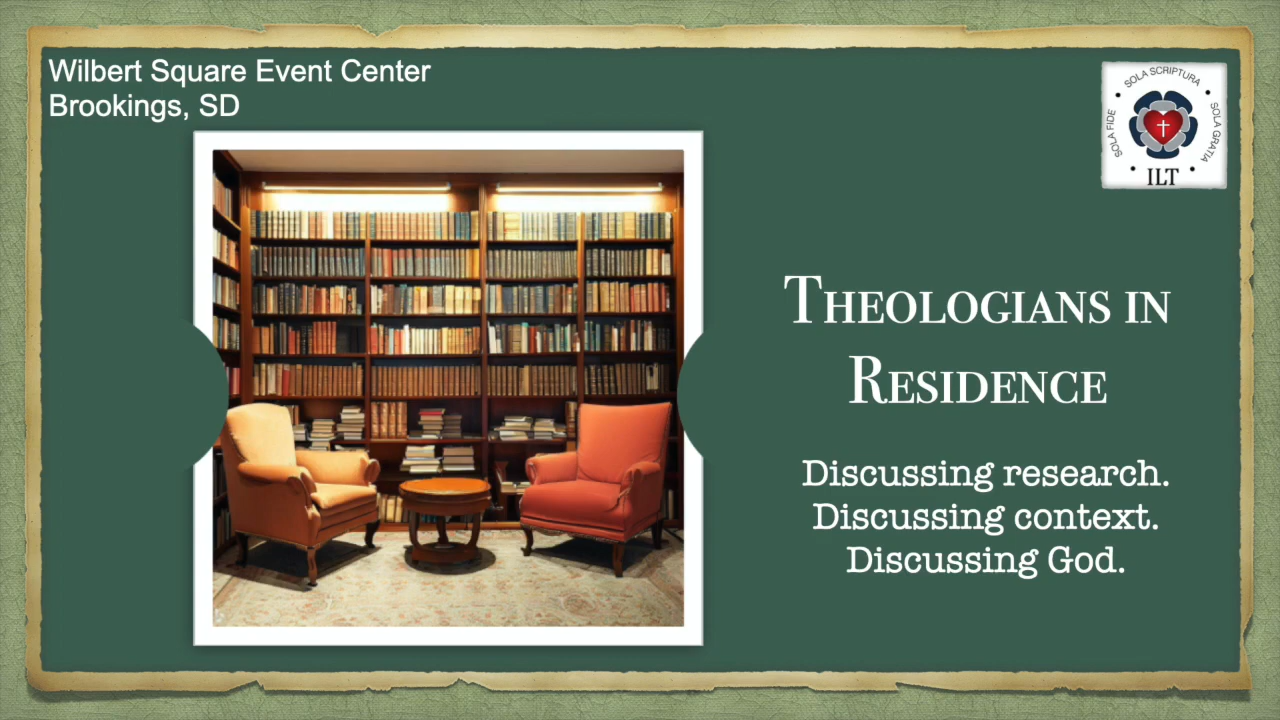 Wilbert Square Event Center
Brookings, SD
SOLA FIDE
SOLA SCRIPTURA
SOLA GRATIA
ILT
Theologians in
Residence
Discussing research.
Discussing context.
Discussing God.